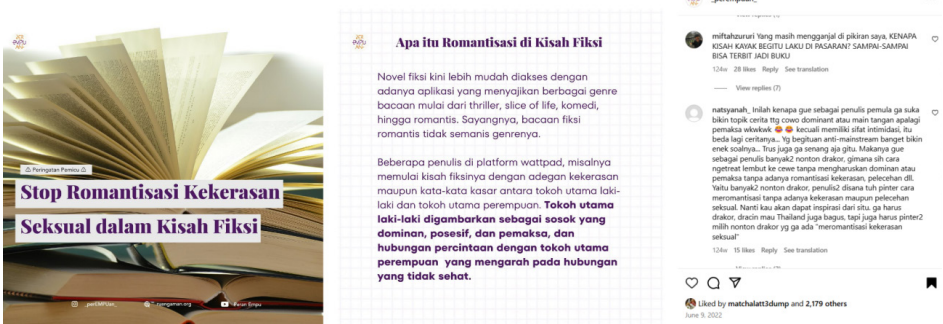 Peringatan Pemicu
Stop Romantisasi Kekerasan
Seksual dalam Kisah Fiksi
_perEMPUan_
ruangaman.org
Peran Empu
Apa itu Romantisasi di Kisah Fiksi
Novel fiksi kini lebih mudah diakses dengan
adanya aplikasi yang menyajikan berbagai genre
bacaan mulai dari thriller, slice of life, komedi,
hingga romantis. Sayangnya, bacaan fiksi
romantis tidak semanis genrenya.
Beberapa penulis di platform wattpad, misalnya
memulai kisah fiksinya dengan adegan kekerasan
maupun kata-kata kasar antara tokoh utama laki-
laki dan tokoh utama perempuan. Tokoh utama
laki-laki digambarkan sebagai sosok yang
dominan, posesif, dan pemaksa, dan
hubungan percintaan dengan tokoh utama
perempuan yang mengarah pada hubungan
yang tidak sehat.
miftahzururi Yang masih mengganjal di pikiran saya, KENAPA
KISAH KAYAK BEGITU LAKU DI PASARAN? SAMPAI-SAMPAI
BISA TERBIT JADI BUKU
124w 28 likes Reply See translation
View replies (7)
natsyanah_ Inilah kenapa gue sebagai penulis pemula ga suka
bikin topik cerita ttg cowo dominant atau main tangan apalagi
pemaksa wkwkwk 😂 😂 kecuali memiliki sifat intimidasi, itu
beda lagi ceritanya... Yg begituan anti-mainstream banget bikin
enek soalnya... Trus juga ga senang aja gitu. Makanya gue
sebagai penulis banyak2 nonton drakor, gimana sih cara
ngetreat lembut ke cewe tanpa mengharuskan dominan atau
pemaksa tanpa adanya romantisasi kekerasan, pelecehan dll.
Yaitu banyak2 nonton drakor, penulis2 disana tuh pinter cara
meromantisasi tanpa adanya kekerasan maupun pelecehan
seksual. Nanti kau akan dapat inspirasi dari situ. ga harus
drakor, dracin mau Thailand juga bagus, tapi juga harus pinter2
milih nonton drakor yg ga ada "meromantisasi kekerasan
seksual"
124w 15 likes Reply See translation
Liked by matchalatt3dump and 2,179 others
June 9, 2022